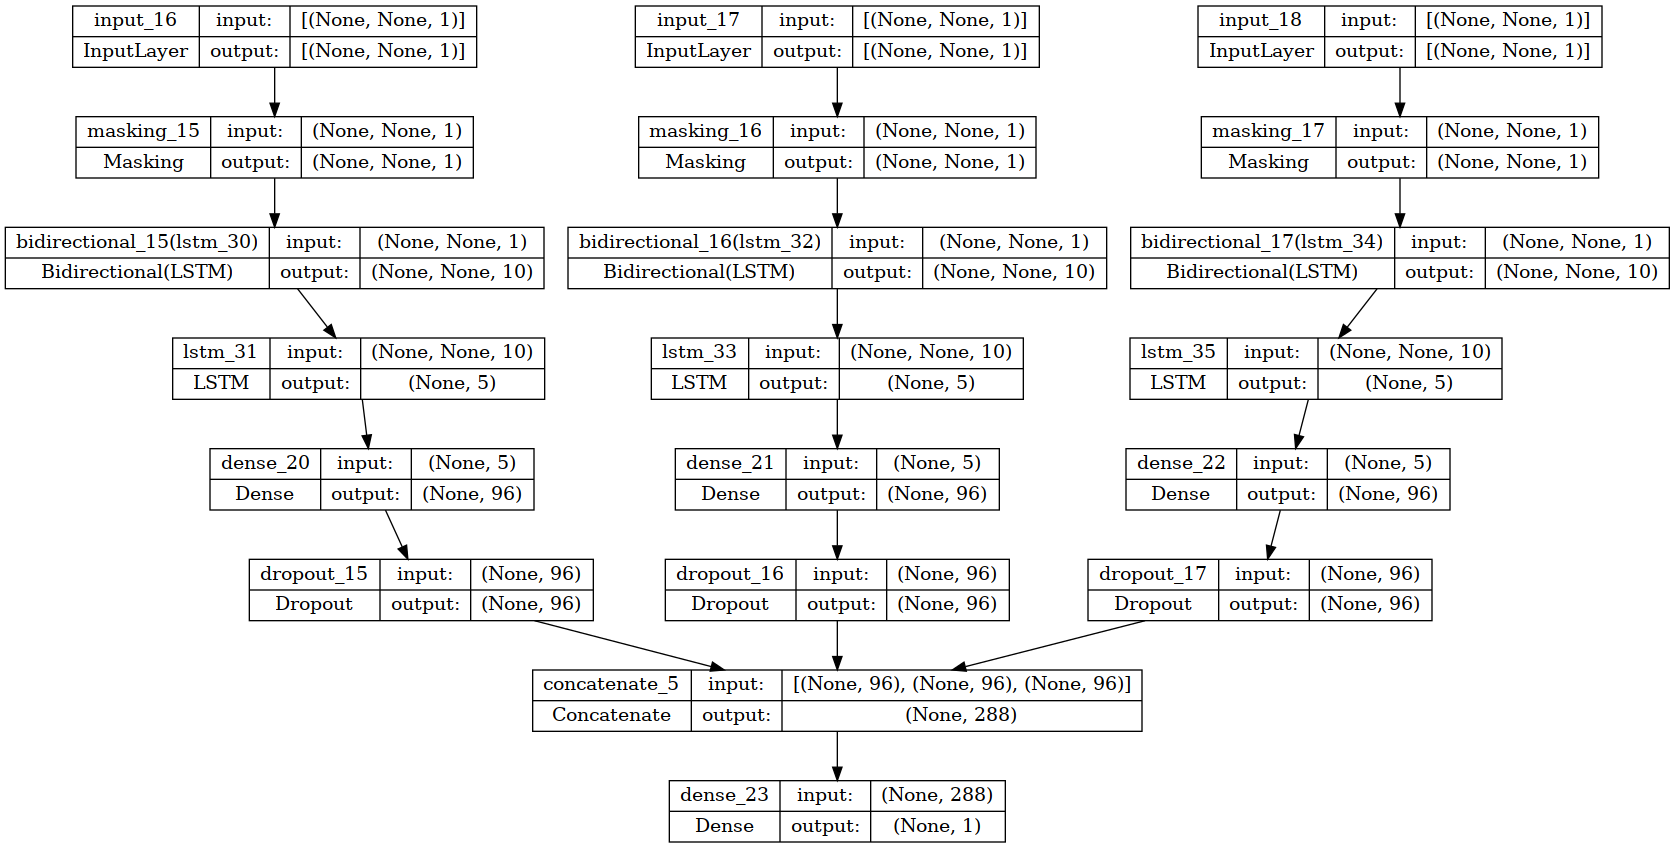 input_16 input: [(None, None, 1)]
InputLayer output: [(None, None, 1)]
input_17 input: [(None, None, 1)]
InputLayer output: [(None, None, 1)]
input_18 input: [(None, None, 1)]
InputLayer output: [(None, None, 1)]
masking_15 input: (None, None, 1)
Masking output: (None, None, 1)
masking_16 input: (None, None, 1)
Masking output: (None, None, 1)
masking_17 input: (None, None, 1)
Masking output: (None, None, 1)
bidirectional_15(lstm_30) input: (None, None, 1)
Bidirectional(LSTM) output: (None, None, 10)
bidirectional_16(lstm_32) input: (None, None, 1)
Bidirectional(LSTM) output: (None, None, 10)
bidirectional_17(lstm_34) input: (None, None, 1)
Bidirectional(LSTM) output: (None, None, 10)
lstm_31 input: (None, None, 10)
LSTM output: (None, 5)
lstm_33 input: (None, None, 10)
LSTM output: (None, 5)
lstm_35 input: (None, None, 10)
LSTM output: (None, 5)
dense_20 input: (None, 5)
Dense output: (None, 96)
dense_21 input: (None, 5)
Dense output: (None, 96)
dense_22 input: (None, 5)
Dense output: (None, 96)
dropout_15 input: (None, 96)
Dropout output: (None, 96)
dropout_16 input: (None, 96)
Dropout output: (None, 96)
dropout_17 input: (None, 96)
Dropout output: (None, 96)
concatenate_5 input: [(None, 96), (None, 96), (None, 96)]
Concatenate output: (None, 288)
dense_23 input: (None, 288)
Dense output: (None, 1)